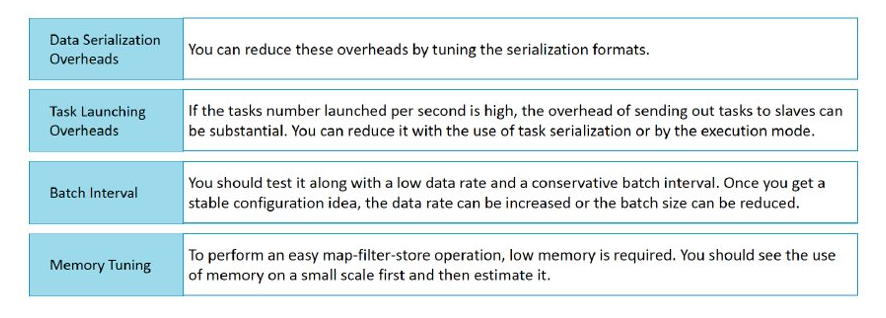 Data Serialization
Overheads
You can reduce these overheads by tuning the serialization formats.
Task Launching
Overheads
If the tasks number launched per second is high, the overhead of sending out tasks to slaves can
be substantial. You can reduce it with the use of task serialization or by the execution mode.
Batch Interval
You should test it along with a low data rate and a conservative batch interval. Once you get a
stable configuration idea, the data rate can be increased or the batch size can be reduced.
Memory Tuning
To perform an easy map-filter-store operation, low memory is required. You should see the use
of memory on a small scale first and then estimate it.